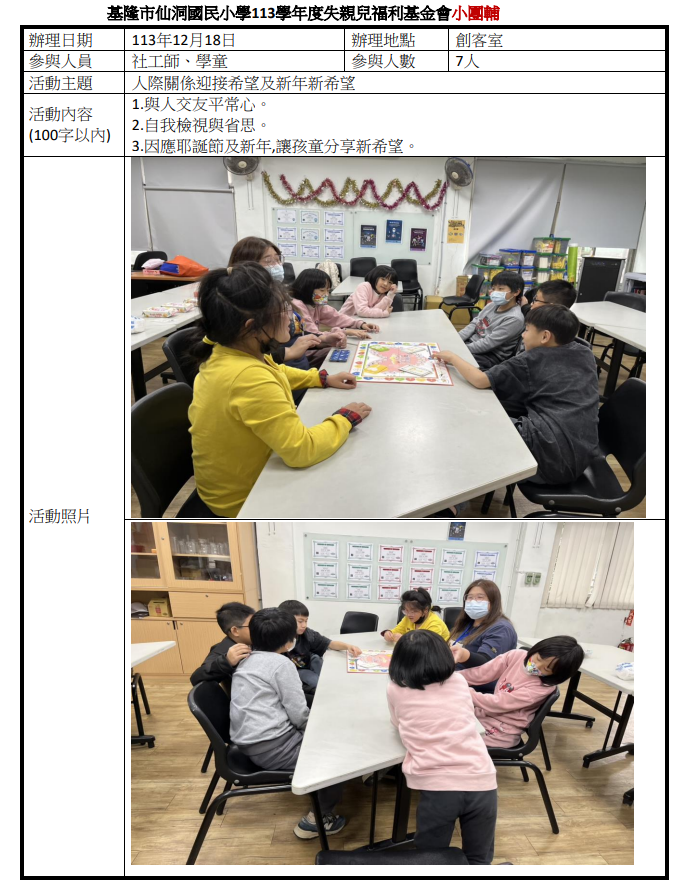 基隆市仙洞國民小學113學年度失親兒福利基金會小團輔
辦理日期 113年12月18日 辦理地點 創客室
參與人員 社工師、學童 參與人數 7人
活動主題 人際關係迎接希望及新年新希望
活動內容
(100字以內)
1.與人交友平常心。
2.自我檢視與省思。
3.因應耶誕節及新年,讓孩童分享新希望。
活動照片